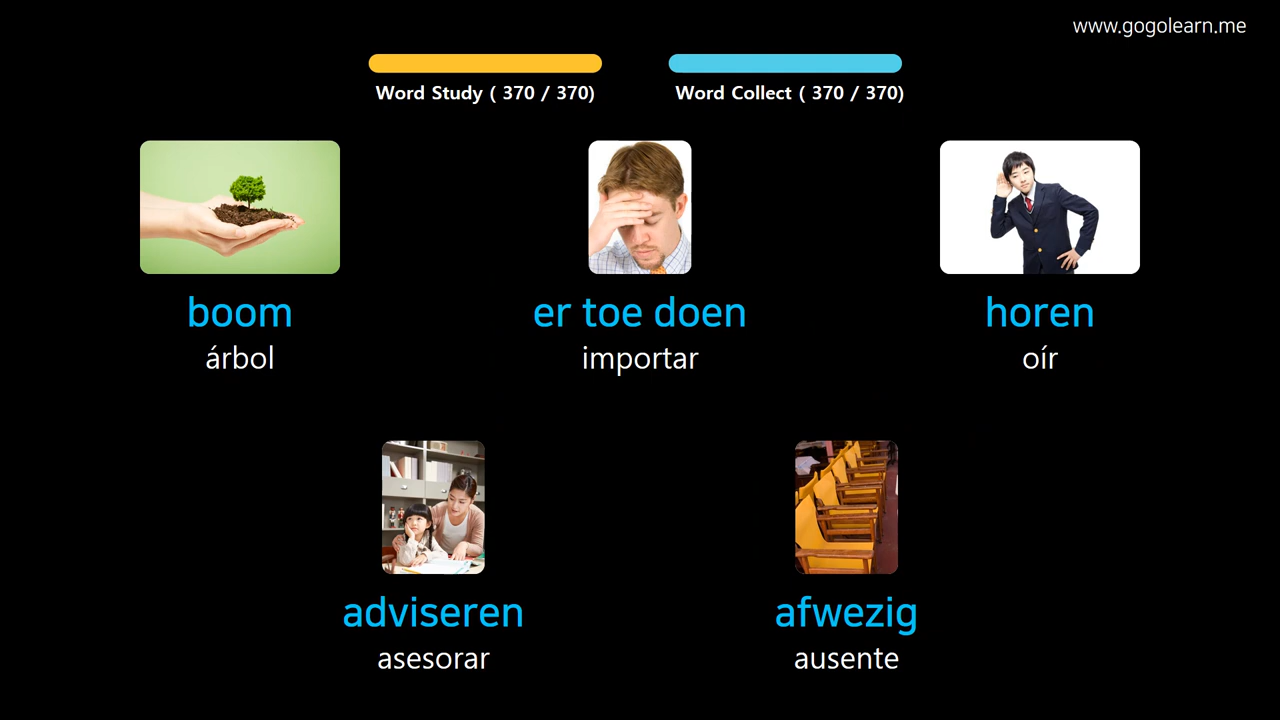 www.gogolearn.me
Word Study ( 370 / 370)
Word Collect ( 370 / 370)
boom
árbol
er toe doen
importar
horen
oír
adviseren
asesorar
afwezig
ausente